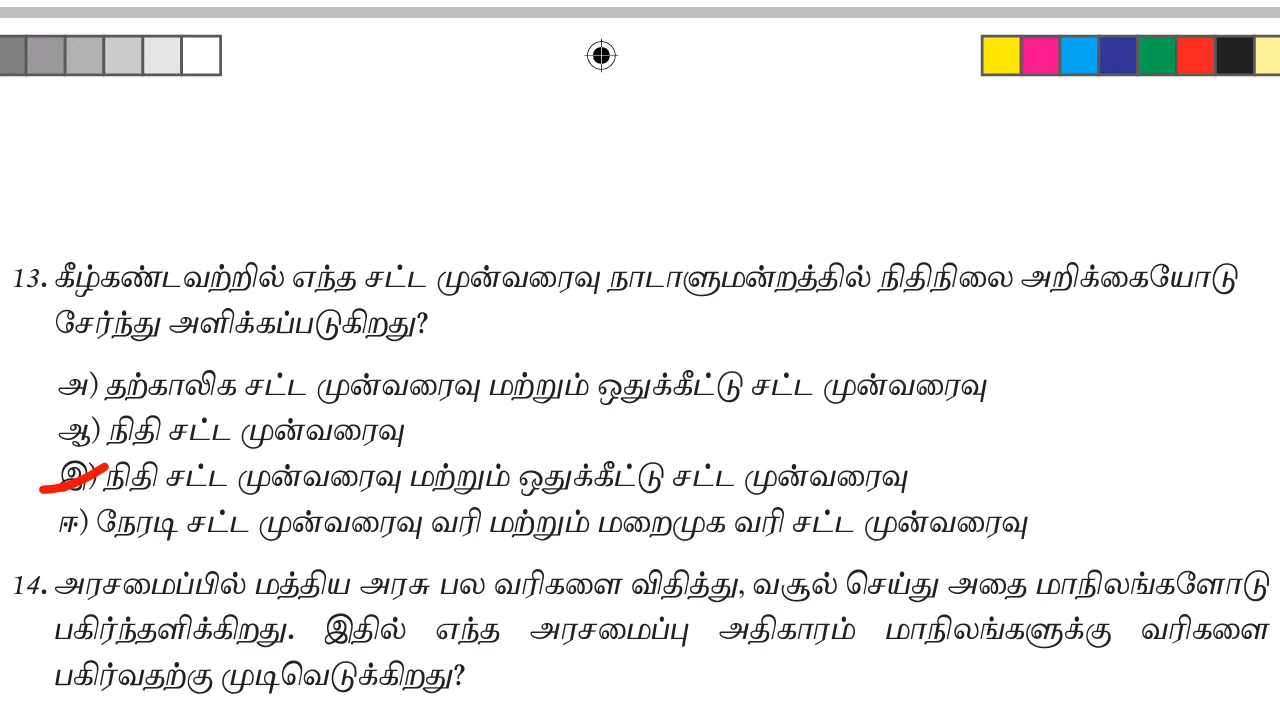 13. கீழ்கண்டவற்றில் எந்த சட்ட முன்வரைவு நாடாளுமன்றத்தில் நிதிநிலை அறிக்கையோடு
சேர்ந்து அளிக்கப்படுகிறது?
அ) தற்காலிக சட்ட முன்வரைவு மற்றும் ஒதுக்கீட்டு சட்ட முன்வரைவு
ஆ) நிதி சட்ட முன்வரைவு
இ) நிதி சட்ட முன்வரைவு மற்றும் ஒதுக்கீட்டு சட்ட முன்வரைவு
ஈ) நேரடி சட்ட முன்வரைவு வரி மற்றும் மறைமுக வரி சட்ட முன்வரைவு
14. அரசமைப்பில் மத்திய அரசு பல வரிகளை விதித்து, வசூல் செய்து அதை மாநிலங்களோடு
பகிர்ந்தளிக்கிறது. இதில் எந்த அரசமைப்பு அதிகாரம் மாநிலங்களுக்கு வரிகளை
பகிர்வதற்கு முடிவெடுக்கிறது?